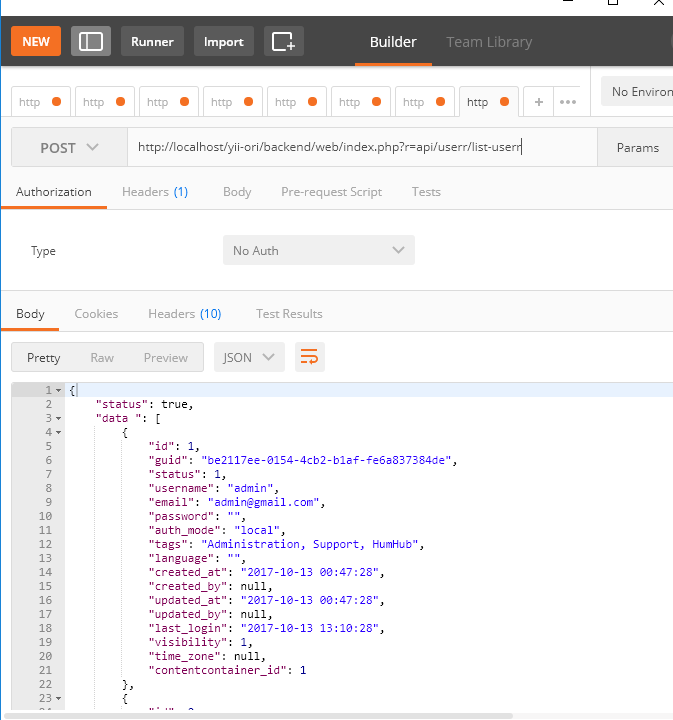 NEW Runner Import Builder Team Library
http http http http http http http http + ••• No Environ
POST http://localhost/yii-ori/backend/web/index.php?r=api/userr/list-userr Params
Authorization Headers (1) Body Pre-request Script Tests
Type No Auth
Body Cookies Headers (10) Test Results
Pretty Raw Preview JSON
1 {
2 "status": true,
3 "data ": [
4 {
5 "id": 1,
6 "guid": "be2117ee-0154-4cb2-b1af-fe6a837384de",
7 "status": 1,
8 "username": "admin",
9 "email": "admin@gmail.com",
10 "password": "",
11 "auth_mode": "local",
12 "tags": "Administration, Support, HumHub",
13 "language": "",
14 "created_at": "2017-10-13 00:47:28",
15 "created_by": null,
16 "updated_at": "2017-10-13 00:47:28",
17 "updated_by": null,
18 "last_login": "2017-10-13 13:10:28",
19 "visibility": 1,
20 "time_zone": null,
21 "contentcontainer_id": 1
22 },
23 {